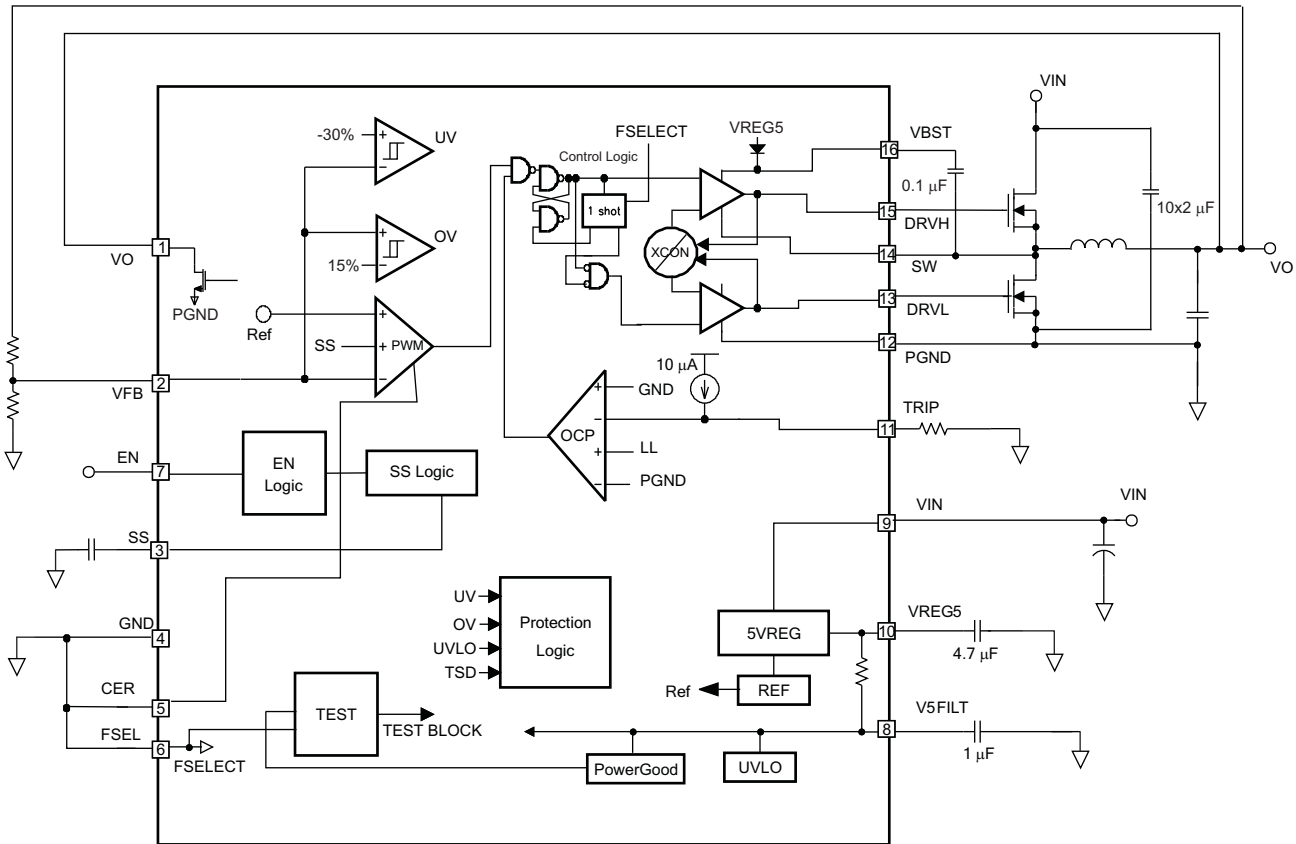 VIN
-30%
+
−
UV
FSELECT
VREG5
VBST
16
Control Logic
0.1 µF
1 shot
15
DRVH
10x2 µF
+
OV
15%
−
1
VO
XCON
14
SW
VO
PGND
13
DRVL
Ref
+
SS
+
PWM
−
12
PGND
10 µA
2
VFB
+
GND
−
TRIP
11
OCP
+
LL
−
PGND
EN
7
EN
Logic
SS Logic
VIN
VIN
9
SS
3
UV
OV
UVLO
TSD
Protection
Logic
GND
4
VREG5
5VREG
10
4.7 µF
CER
5
Ref
REF
TEST
TEST BLOCK
V5FILT
8
1 µF
FSEL
6
FSELECT
PowerGood
UVLO